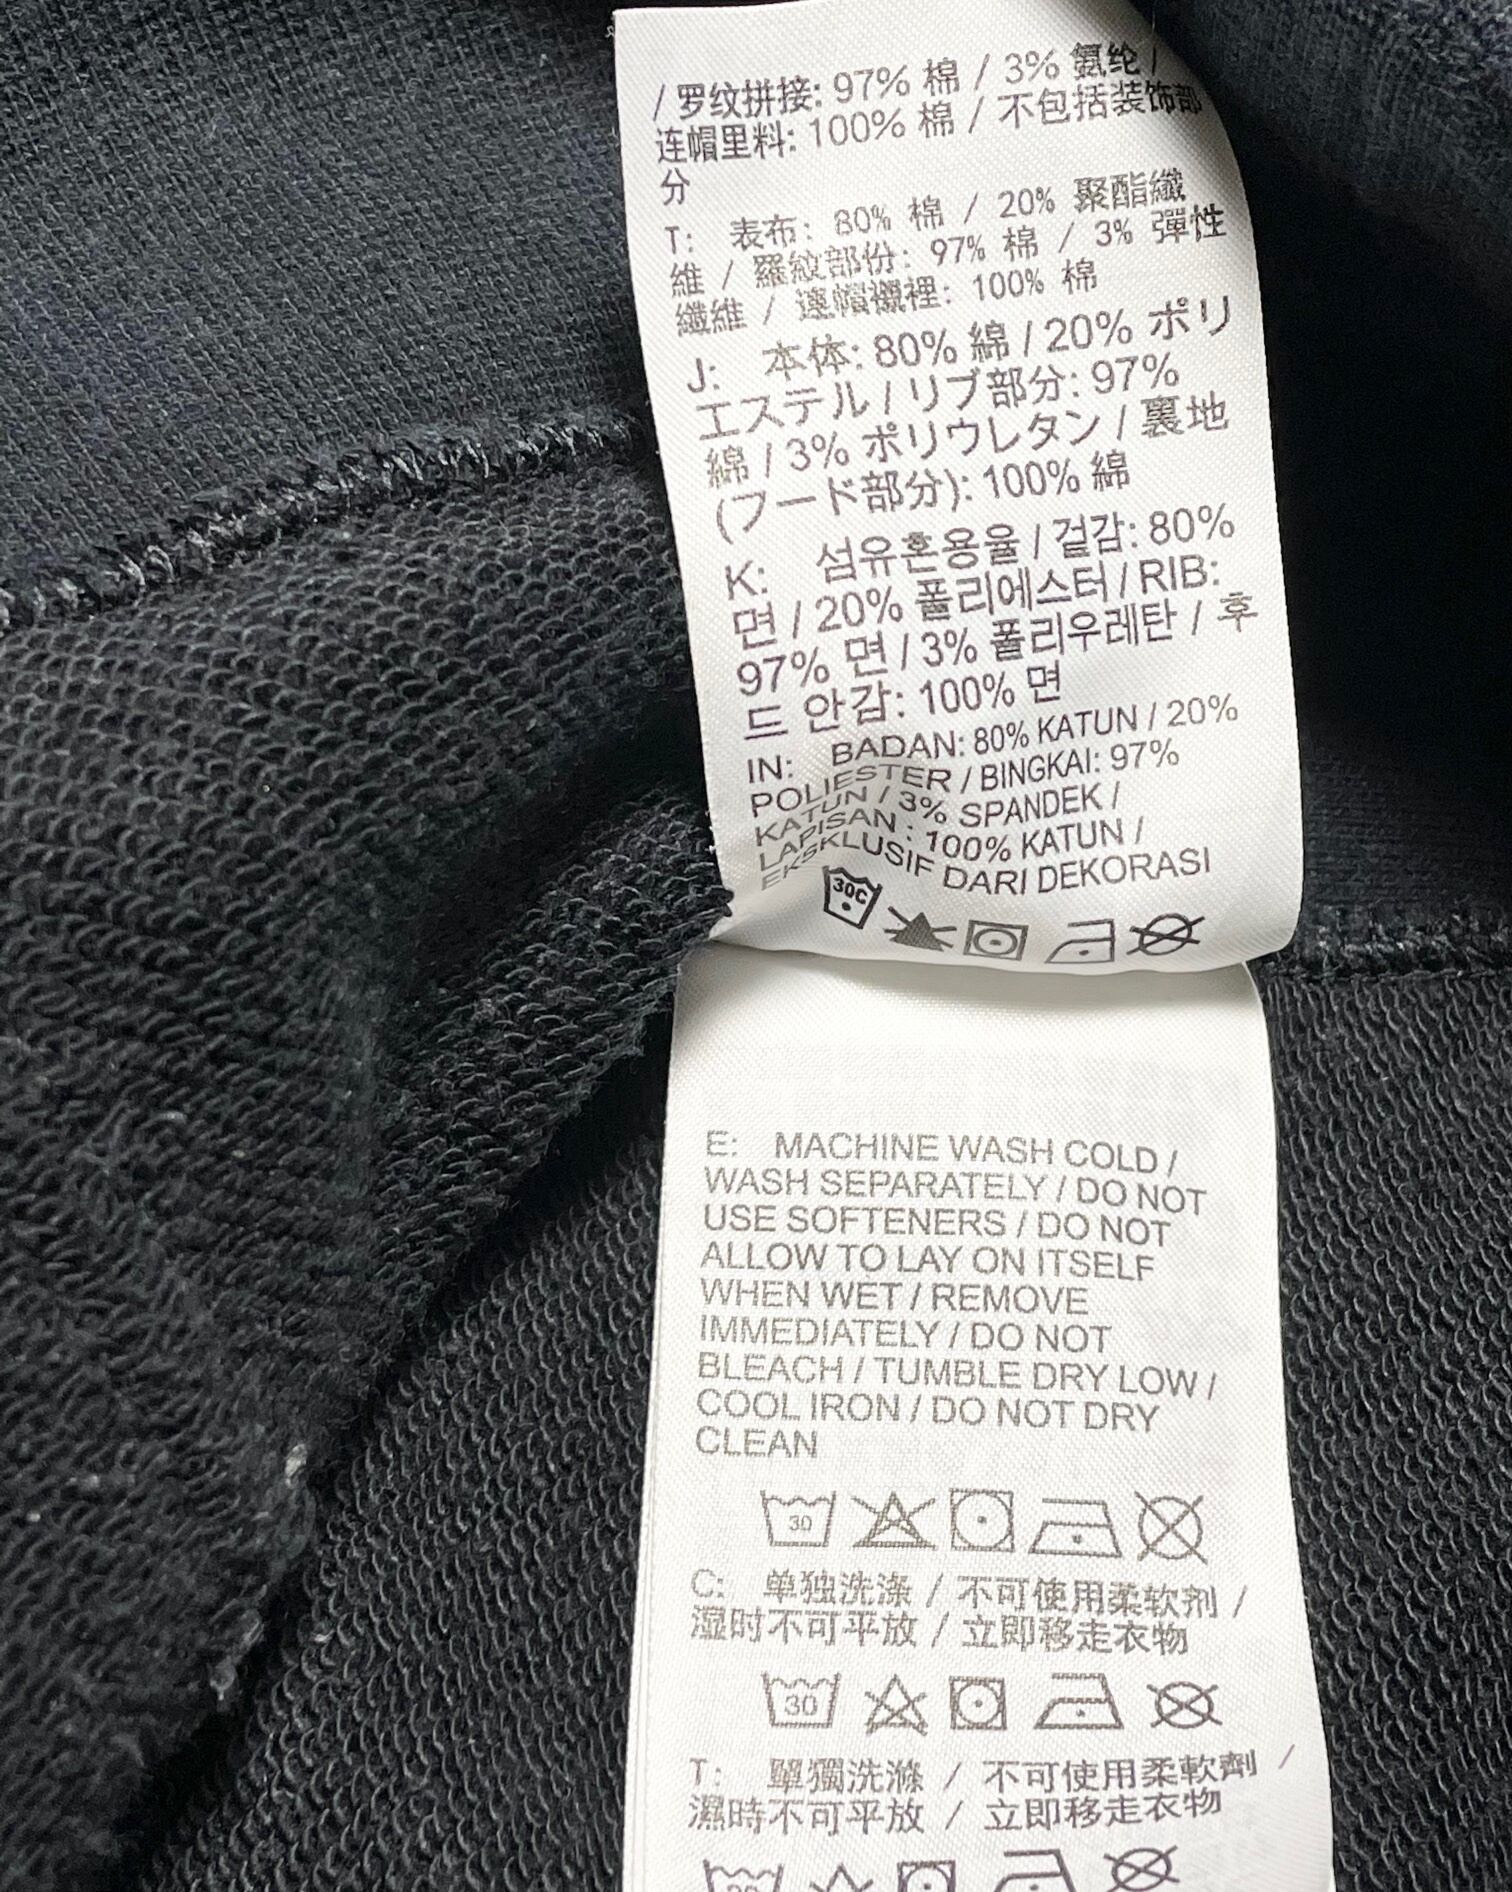 / 罗纹拼接: 97% 棉 / 3% 氨纶 /
连帽里料: 100% 棉 / 不包括装饰部
分
T: 表布: 80% 棉 / 20% 聚酯纖
維 / 羅紋部份: 97% 棉 / 3% 彈性
纖維 / 連帽襯裡: 100% 棉
J: 本体: 80% 綿 / 20% ポリ
エステル / リブ部分: 97%
綿 / 3% ポリウレタン / 裏地
(フード部分): 100% 綿
K: 섬유혼용율 / 겉감: 80%
면 / 20% 폴리에스터 / RIB:
97% 면 / 3% 폴리우레탄 / 후
드 안감: 100% 면
IN: BADAN: 80% KATUN / 20%
POLIESTER / BINGKAI: 97%
KATUN / 3% SPANDEK /
LAPISAN : 100% KATUN /
EKSKLUSIF DARI DEKORASI
30C
E: MACHINE WASH COLD /
WASH SEPARATELY / DO NOT
USE SOFTENERS / DO NOT
ALLOW TO LAY ON ITSELF
WHEN WET / REMOVE
IMMEDIATELY / DO NOT
BLEACH / TUMBLE DRY LOW /
COOL IRON / DO NOT DRY
CLEAN
30
C: 单独洗涤 / 不可使用柔软剂 /
湿时不可平放 / 立即移走衣物
30
T: 單獨洗滌 / 不可使用柔軟劑 /
濕時不可平放 / 立即移走衣物
30